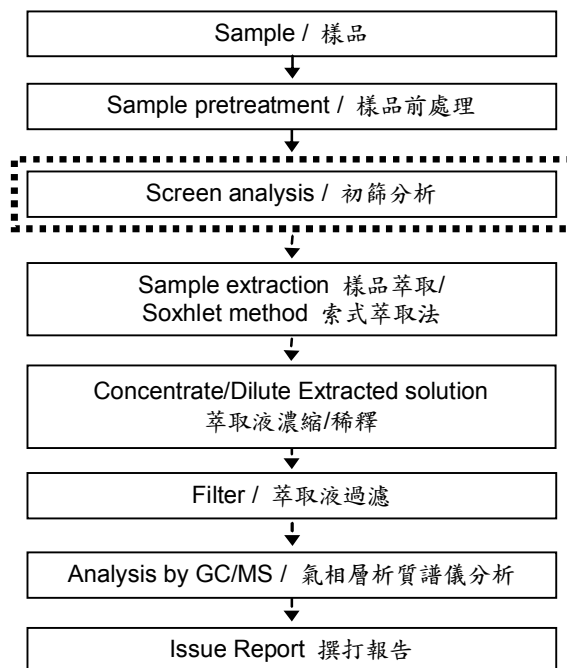 Sample / 樣品
Sample pretreatment / 樣品前處理
Screen analysis / 初篩分析
Sample extraction 樣品萃取/
Soxhlet method 索式萃取法
Concentrate/Dilute Extracted solution
萃取液濃縮/稀釋
Filter / 萃取液過濾
Analysis by GC/MS / 氣相層析質譜儀分析
Issue Report 撰打報告